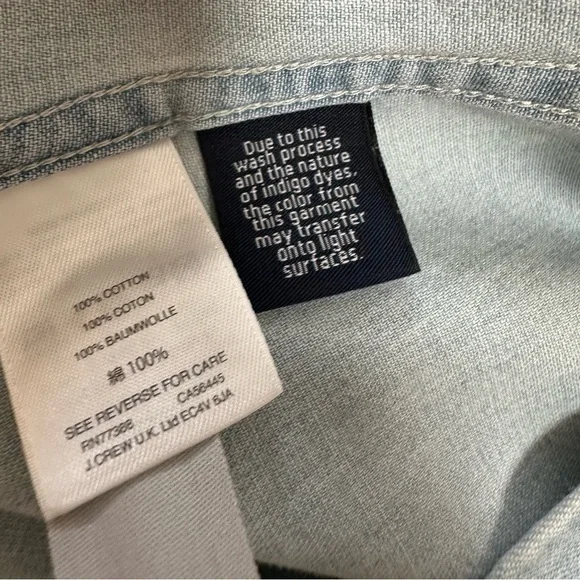 Due to this
wash process
and the nature
of indigo dyes,
the color from
this garment
may transfer
onto light
surfaces.
100% COTTON
100% COTON
100% BAUMWOLLE
綿 100%
SEE REVERSE FOR CARE
RN77388 CA56445
J.CREW U.K. Ltd EC4V 6JA